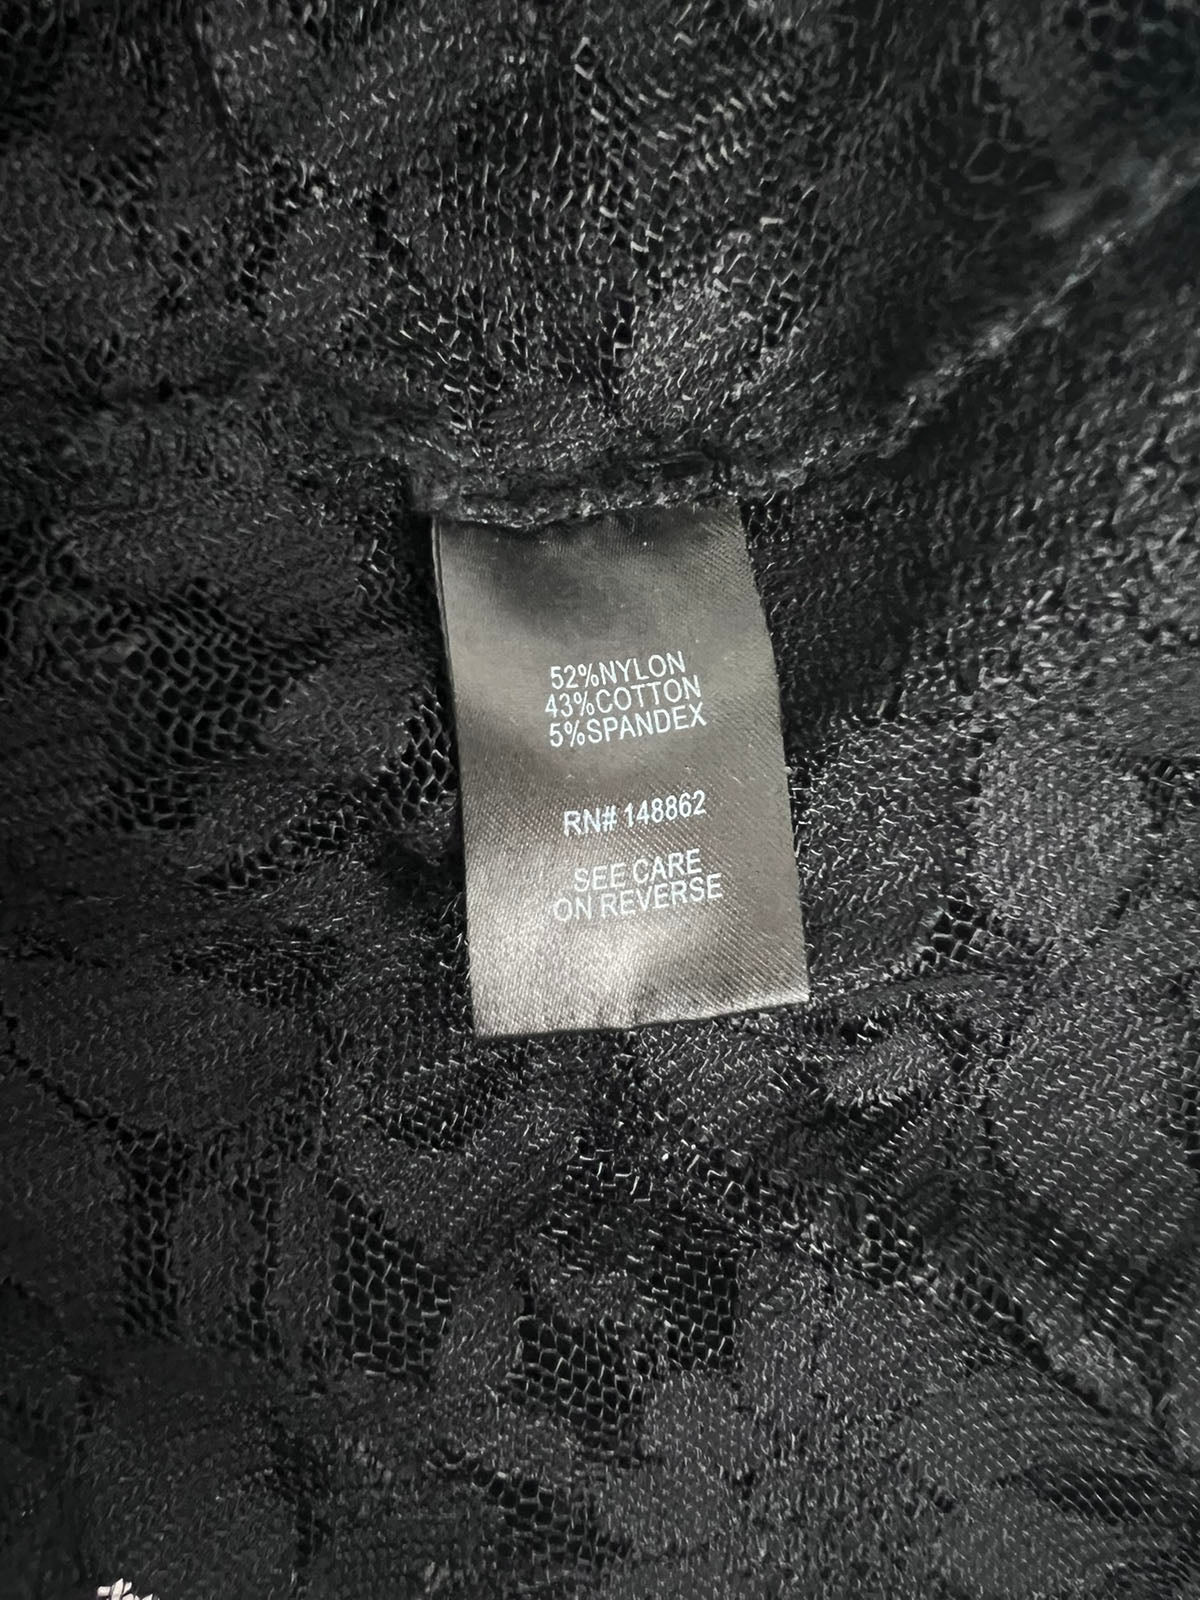 52%NYLON
43%COTTON
5%SPANDEX
RN# 148862
SEE CARE
ON REVERSE